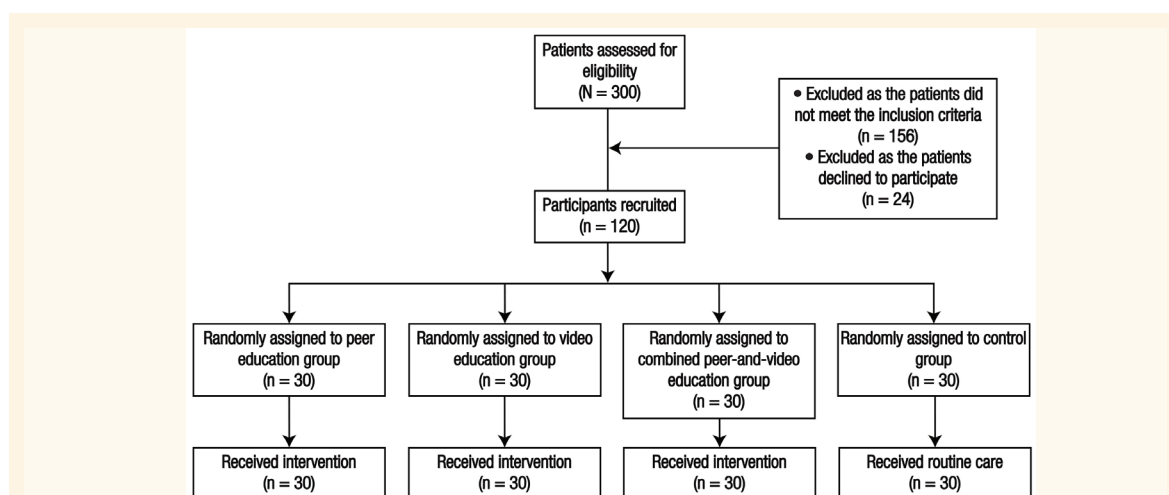 Patients assessed for
eligibility
(N = 300)
• Excluded as the patients did
not meet the inclusion criteria
(n = 156)
• Excluded as the patients
declined to participate
(n = 24)
Participants recruited
(n = 120)
Randomly assigned to peer
education group
(n = 30)
Randomly assigned to video
education group
(n = 30)
Randomly assigned to
combined peer-and-video
education group
(n = 30)
Randomly assigned to control
group
(n = 30)
Received intervention
(n = 30)
Received intervention
(n = 30)
Received intervention
(n = 30)
Received routine care
(n = 30)